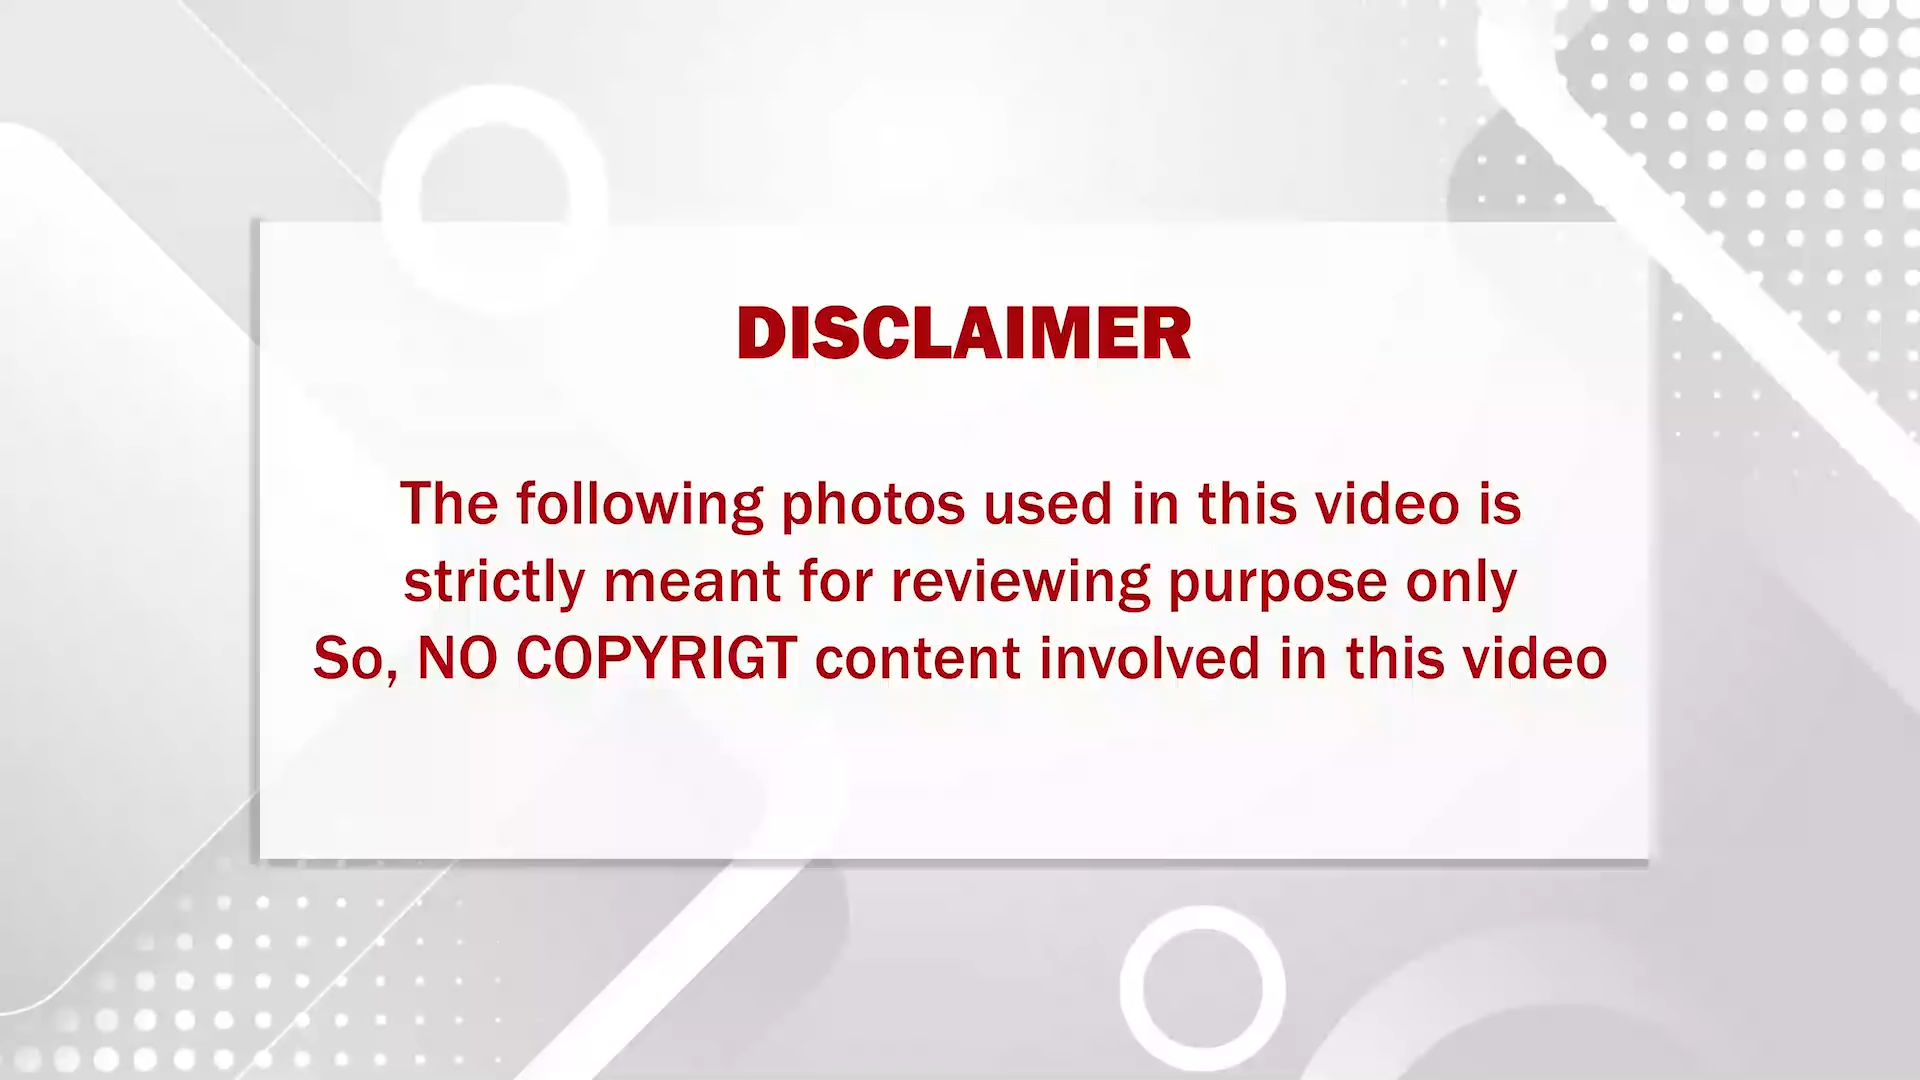 DISCLAIMER
The following photos used in this video is
strictly meant for reviewing purpose only
So, NO COPYRIGT content involved in this video